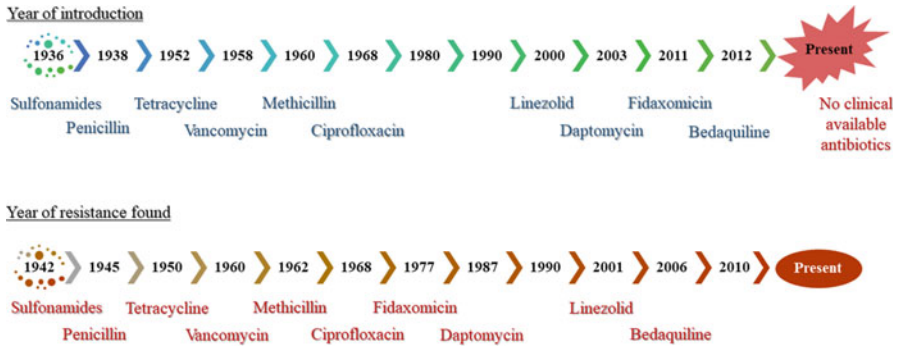 Year of introduction
1936 1938 1952 1958 1960 1968 1980 1990 2000 2003 2011 2012 Present
Sulfonamides Tetracycline Methicillin Linezolid Fidaxomicin No clinical
Penicillin Vancomycin Ciprofloxacin Daptomycin Bedaquiline available
antibiotics
Year of resistance found
1942 1945 1950 1960 1962 1968 1977 1987 1990 2001 2006 2010 Present
Sulfonamides Tetracycline Methicillin Fidaxomicin Linezolid
Penicillin Vancomycin Ciprofloxacin Daptomycin Bedaquiline